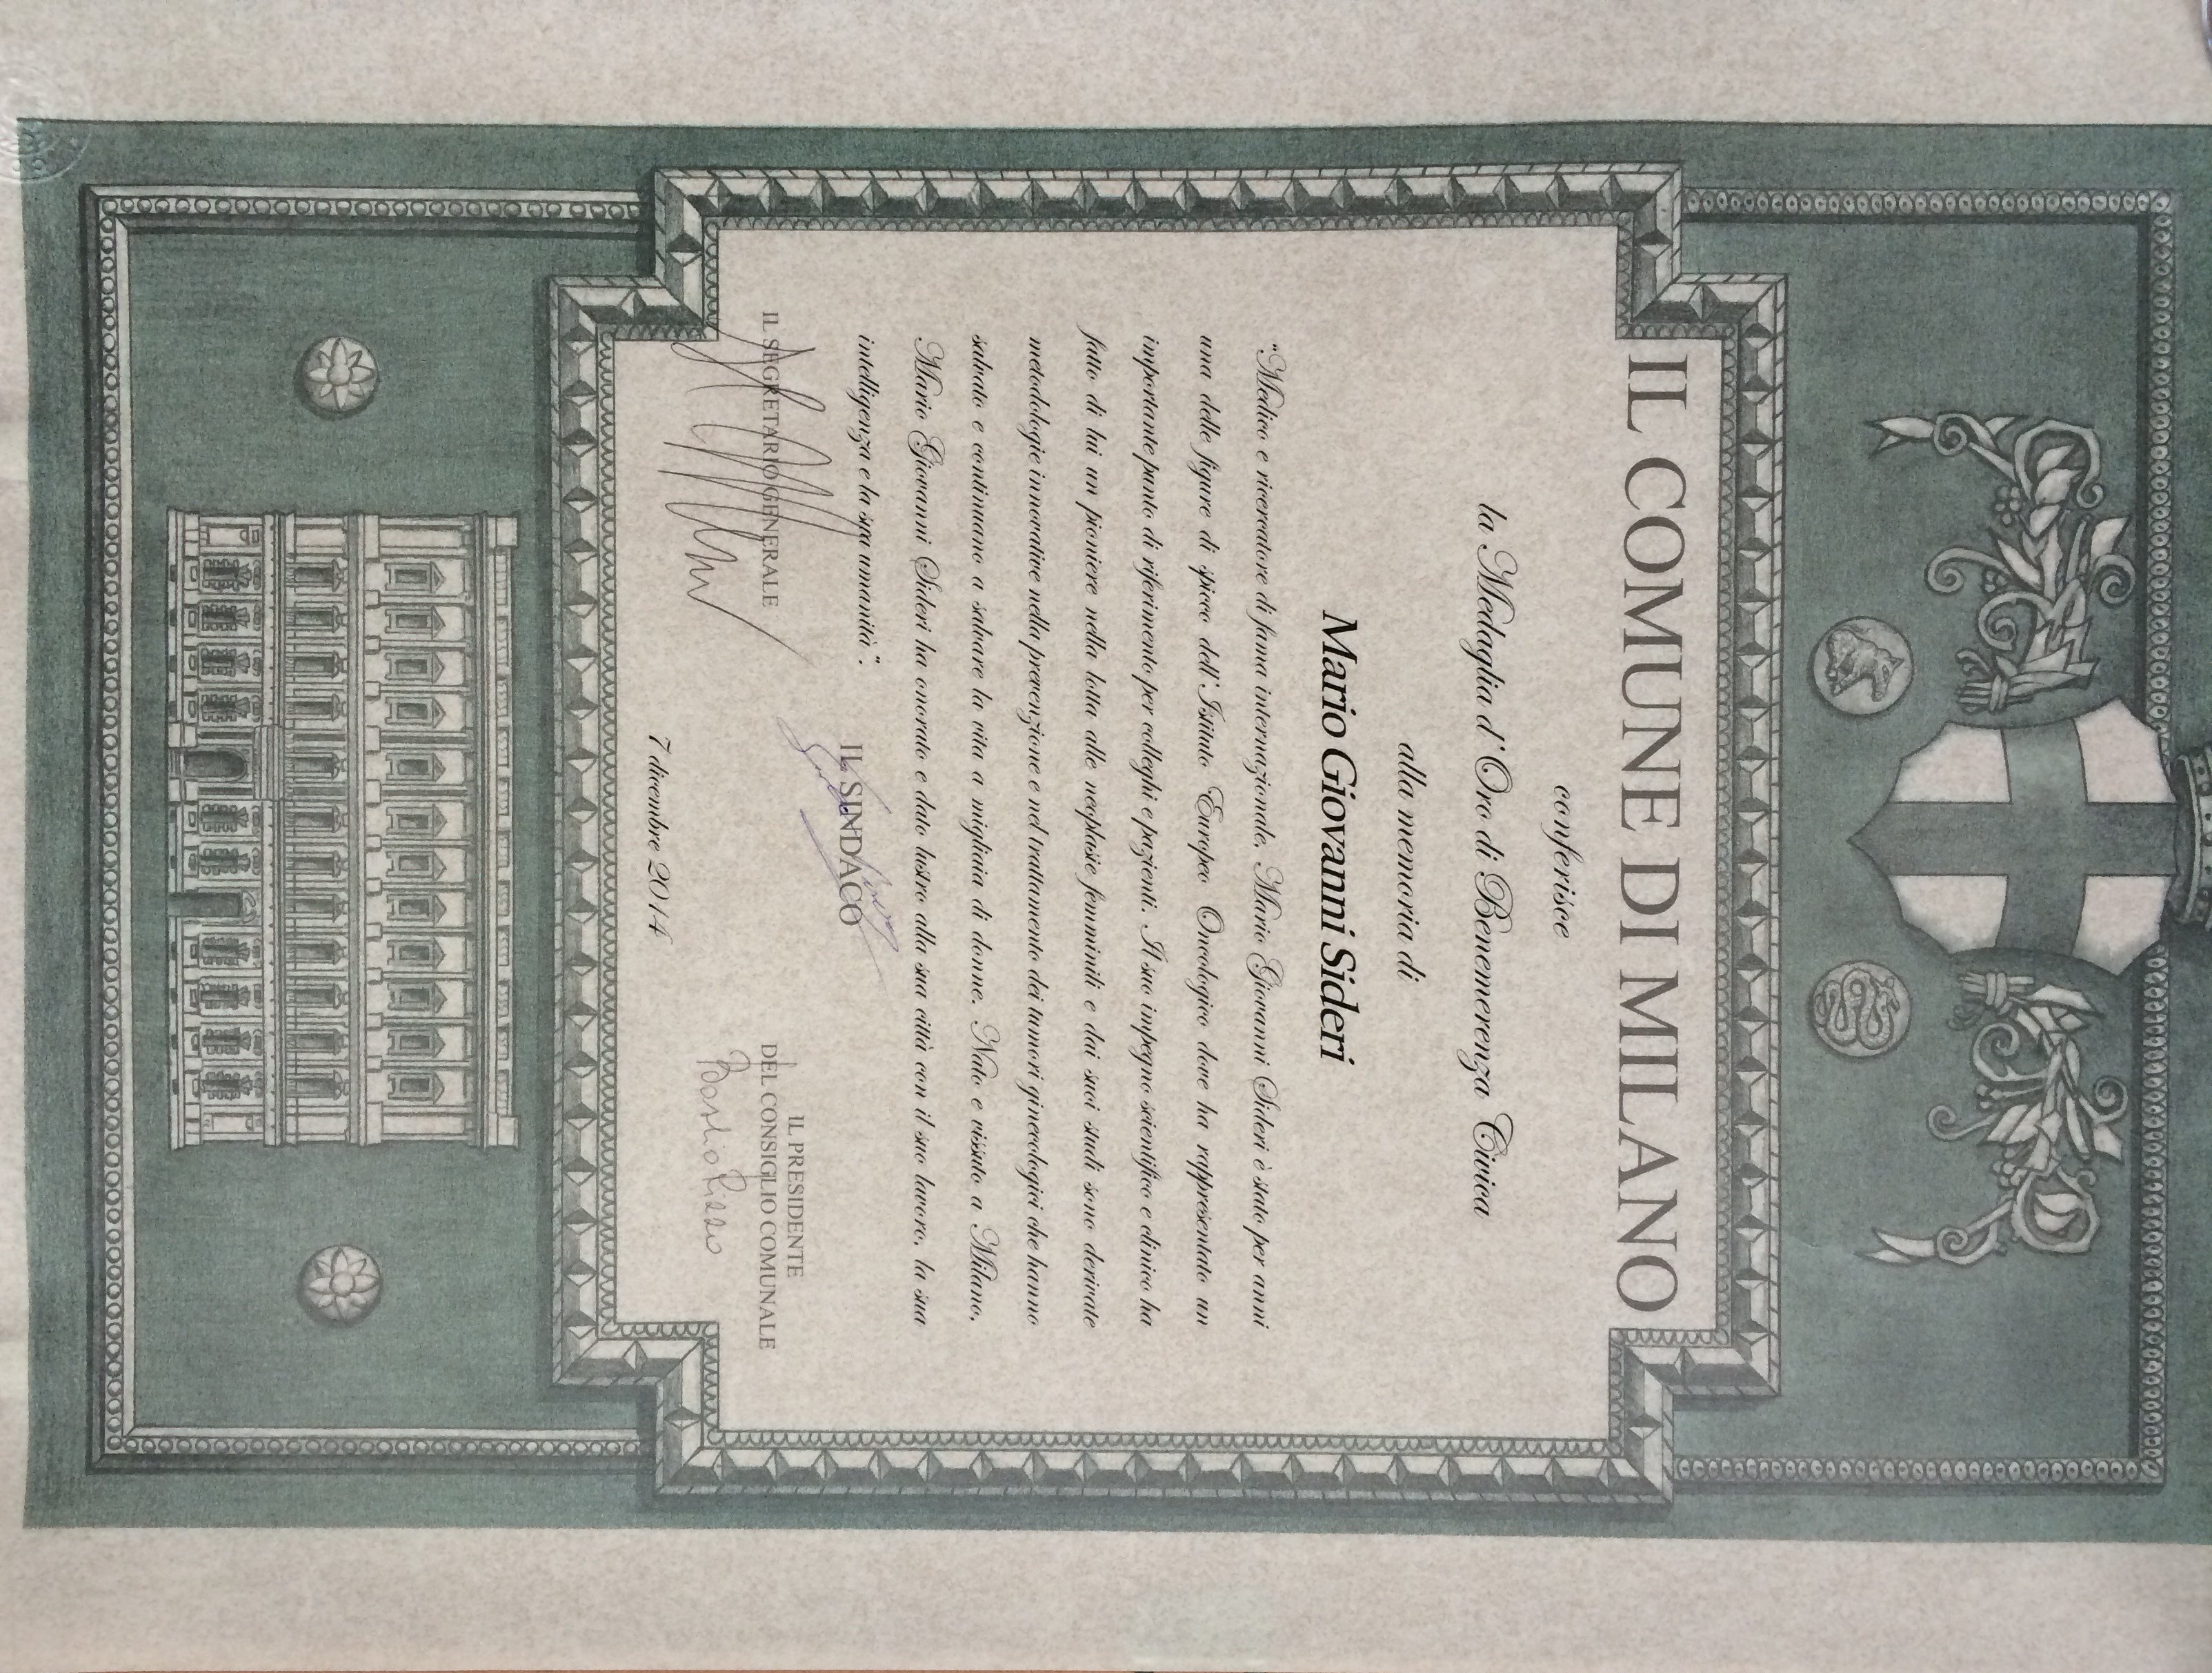 IL COMUNE DI MILANO
conferisce
la Medaglia d'Oro di Benemerenza Civica
alla memoria di
Mario Giovanni Sideri
"Medico e ricercatore di fama internazionale, Mario Giovanni Sideri è stato per anni
una delle figure di spicco dell'Istituto Europeo Oncologico dove ha rappresentato un
importante punto di riferimento per colleghi e pazienti. Il suo impegno scientifico e clinico ha
fatto di lui un pioniere nella lotta alle neoplasie femminili e dai suoi studi sono derivate
metodologie innovative nella prevenzione e nel trattamento dei tumori ginecologici che hanno
salvato e continuano a salvare la vita a migliaia di donne. Nato e vissuto a Milano,
Mario Giovanni Sideri ha onorato e dato lustro alla sua città con il suo lavoro, la sua
intelligenza e la sua umanità".
IL SEGRETARIO GENERALE
IL SINDACO
IL PRESIDENTE
DEL CONSIGLIO COMUNALE
Basilio Rizzo
7 dicembre 2014